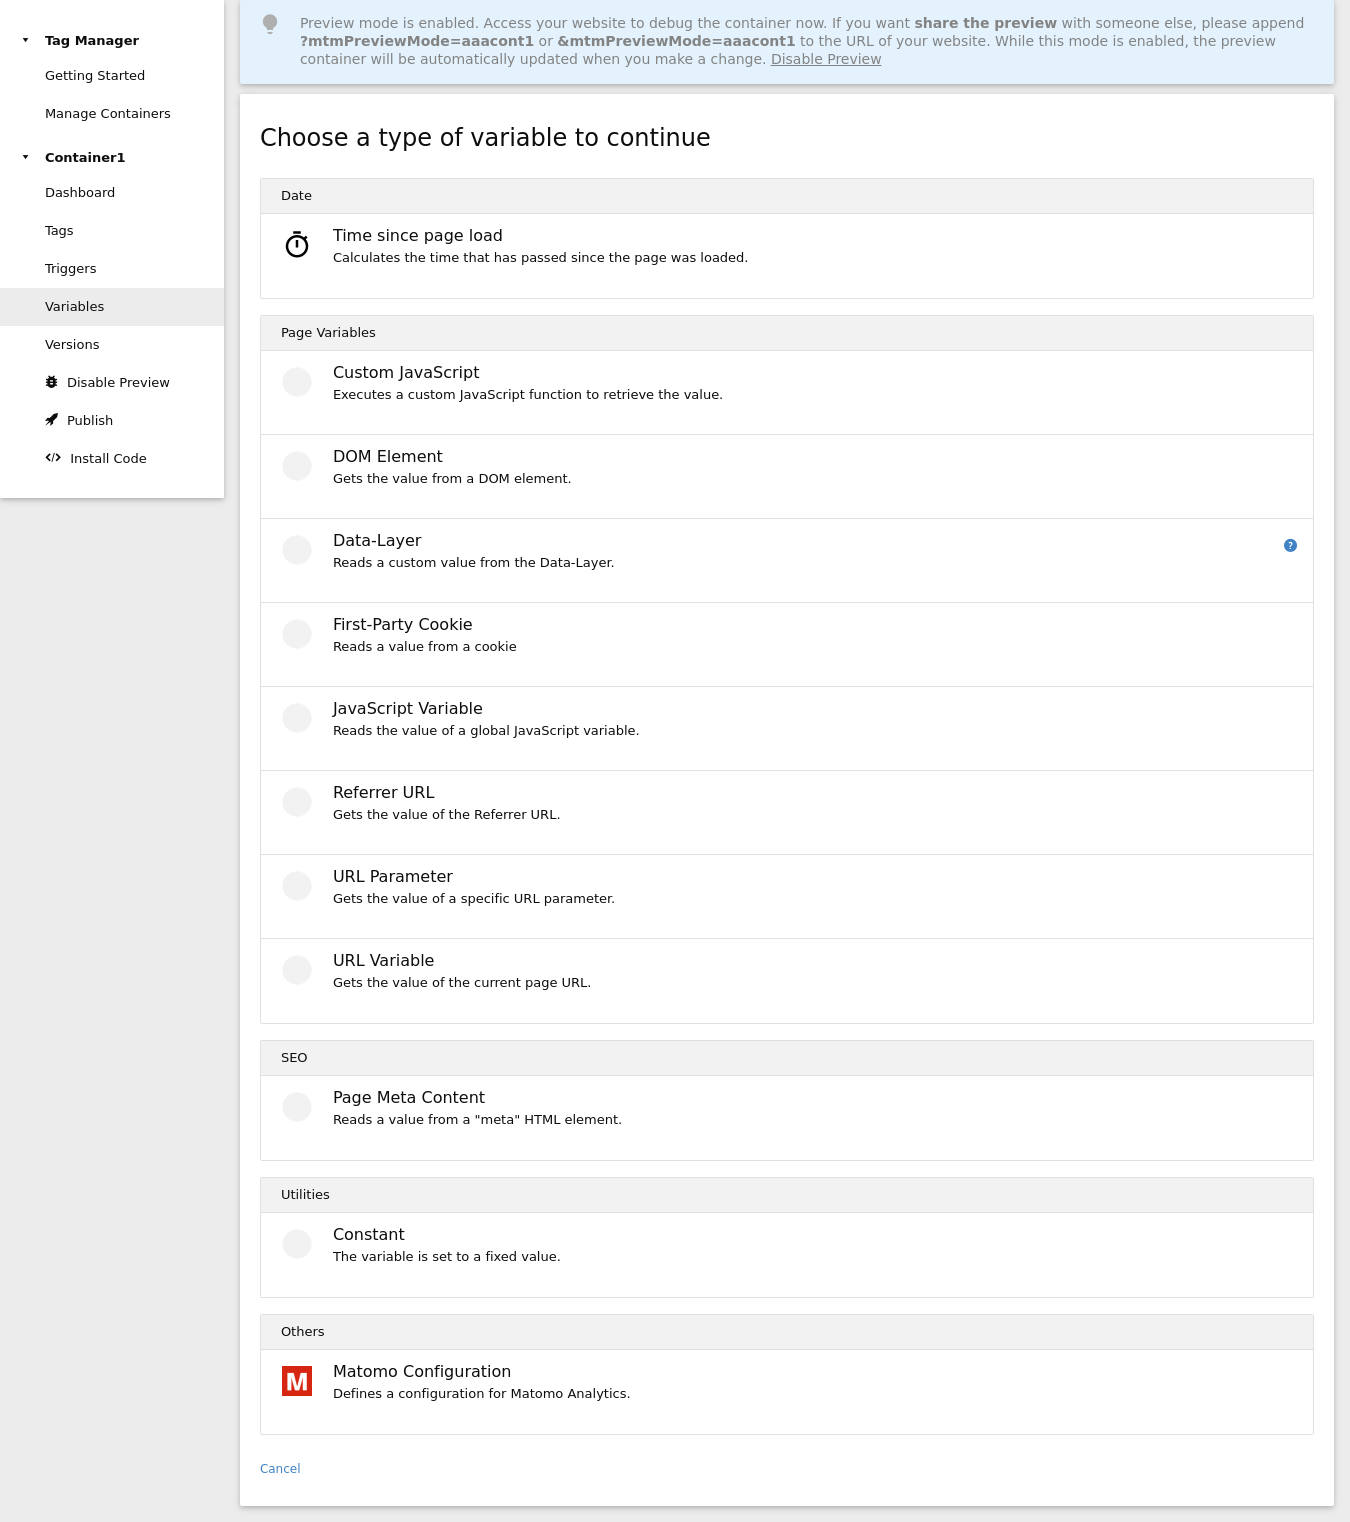 Tag Manager
Getting Started
Manage Containers
Container1
Dashboard
Tags
Triggers
Variables
Versions
Disable Preview
Publish
Install Code
Preview mode is enabled. Access your website to debug the container now. If you want share the preview with someone else, please append
?mtmPreviewMode=aaacont1 or &mtmPreviewMode=aaacont1 to the URL of your website. While this mode is enabled, the preview
container will be automatically updated when you make a change. Disable Preview
Choose a type of variable to continue
Date
Time since page load
Calculates the time that has passed since the page was loaded.
Page Variables
Custom JavaScript
Executes a custom JavaScript function to retrieve the value.
DOM Element
Gets the value from a DOM element.
Data-Layer
?
Reads a custom value from the Data-Layer.
First-Party Cookie
Reads a value from a cookie
JavaScript Variable
Reads the value of a global JavaScript variable.
Referrer URL
Gets the value of the Referrer URL.
URL Parameter
Gets the value of a specific URL parameter.
URL Variable
Gets the value of the current page URL.
SEO
Page Meta Content
Reads a value from a "meta" HTML element.
Utilities
Constant
The variable is set to a fixed value.
Others
M
Matomo Configuration
Defines a configuration for Matomo Analytics.
Cancel